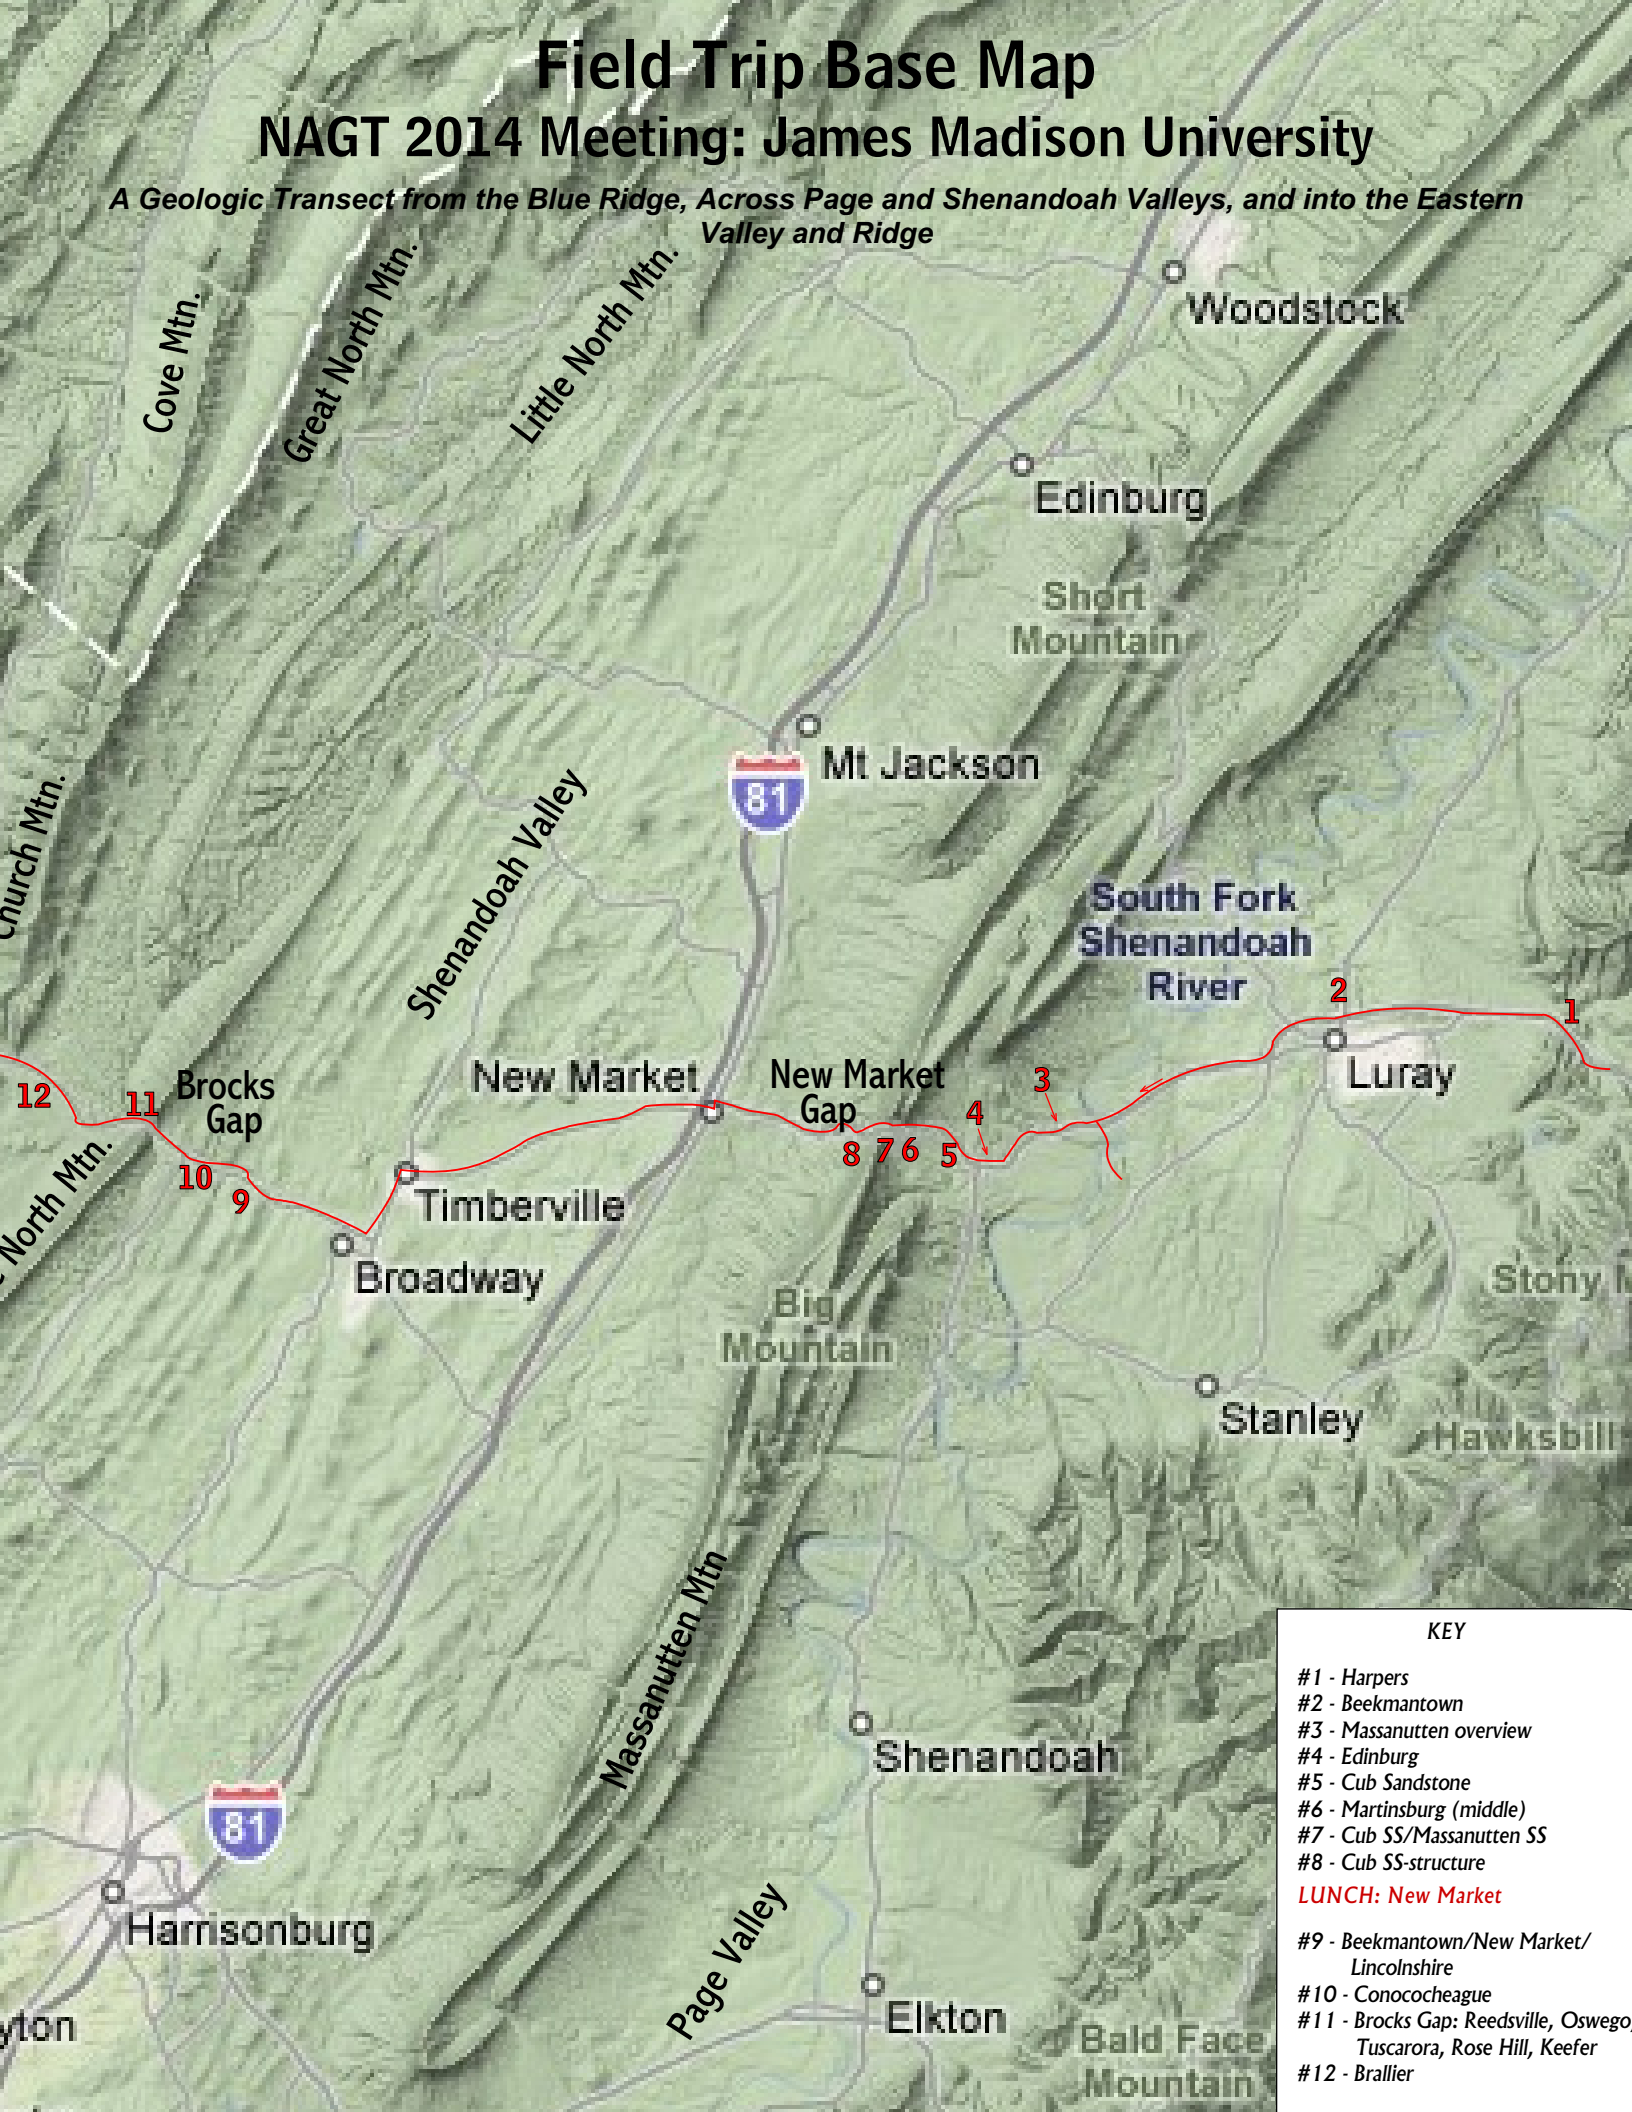 Field Trip Base Map
NAGT 2014 Meeting: James Madison University
A Geologic Transect from the Blue Ridge, Across Page and Shenandoah Valleys, and into the Eastern
Valley and Ridge
Woodstock
Cove Mtn.
Great North Mtn.
Little North Mtn.
Edinburg
Short
Mountain
Mt Jackson
81
Church Mtn.
Shenandoah Valley
South Fork
Shenandoah
River
2
1
Luray
New Market
New Market
Gap
3
4
12
11
Brocks
Gap
8
7
6
5
10
9
Timberville
North Mtn.
Broadway
Big
Mountain
Stony
Stanley
Hawksbill
Massanutten Mtn
Shenandoah
81
Harrisonburg
Page Valley
Elkton
yton
Bald Face
Mountain
KEY
#1 - Harpers
#2 - Beekmantown
#3 - Massanutten overview
#4 - Edinburg
#5 - Cub Sandstone
#6 - Martinsburg (middle)
#7 - Cub SS/Massanutten SS
#8 - Cub SS-structure
LUNCH: New Market
#9 - Beekmantown/New Market/
Lincolnshire
#10 - Conococheague
#11 - Brocks Gap: Reedsville, Oswego,
Tuscarora, Rose Hill, Keefer
#12 - Brallier